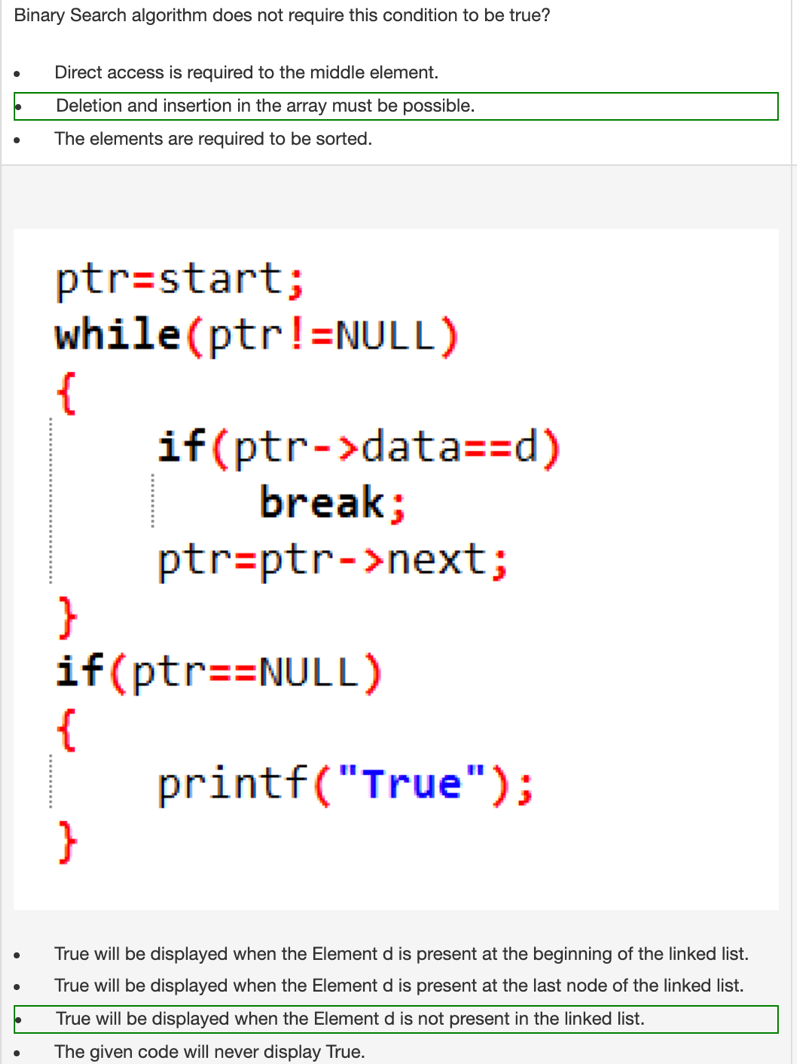 Binary Search algorithm does not require this condition to be true?
• Direct access is required to the middle element.
• Deletion and insertion in the array must be possible.
• The elements are required to be sorted.
ptr=start;
while(ptr!=NULL)
{
if(ptr->data==d)
break;
ptr=ptr->next;
}
if(ptr==NULL)
{
printf("True");
}
• True will be displayed when the Element d is present at the beginning of the linked list.
• True will be displayed when the Element d is present at the last node of the linked list.
• True will be displayed when the Element d is not present in the linked list.
• The given code will never display True.